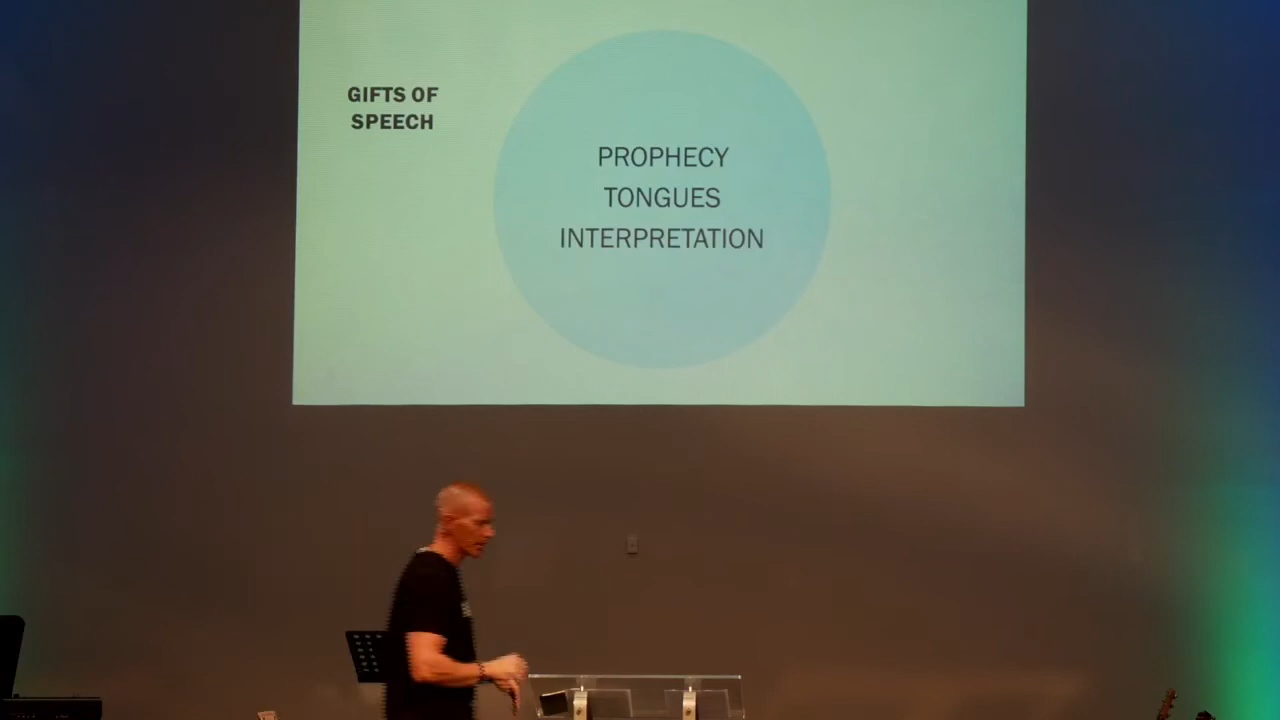 GIFTS OF
SPEECH
PROPHECY
TONGUES
INTERPRETATION